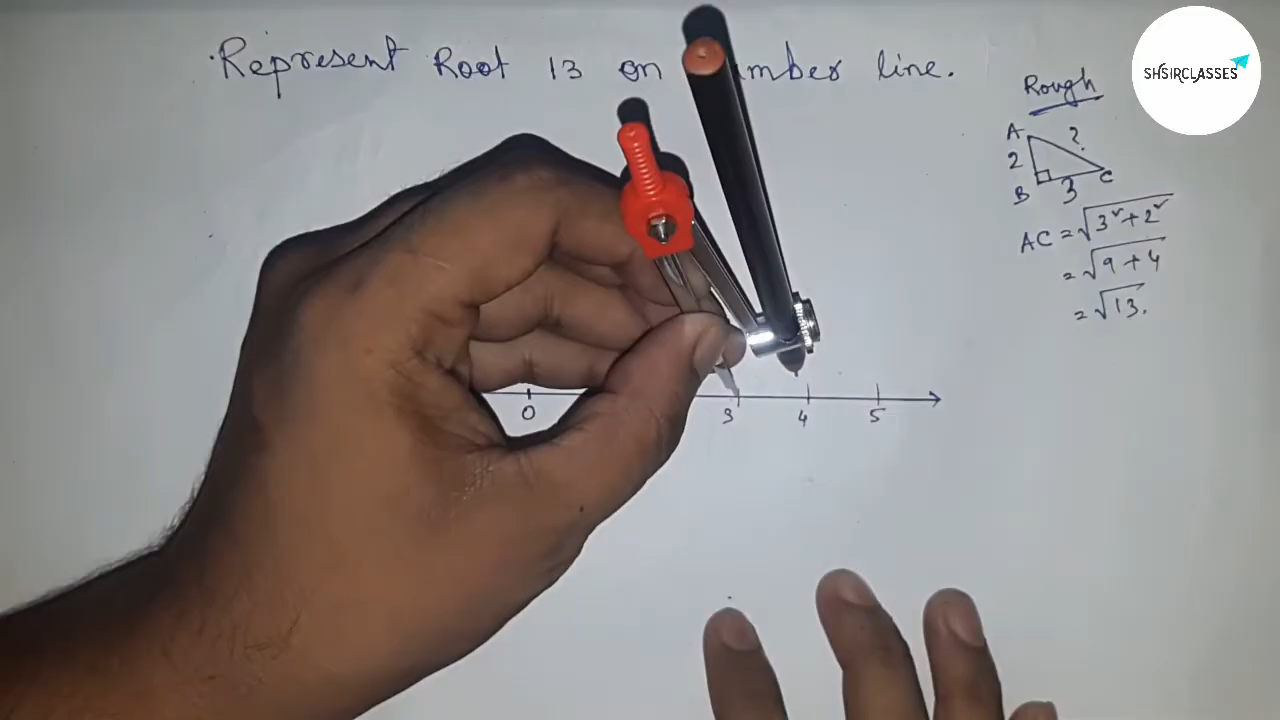 Represent Root 13 on number line.
SHSIRCLASSES
Rough
A
?
2
B
3
C
AC = √3²+2²
= √9+4
= √13.
0
3
4
5